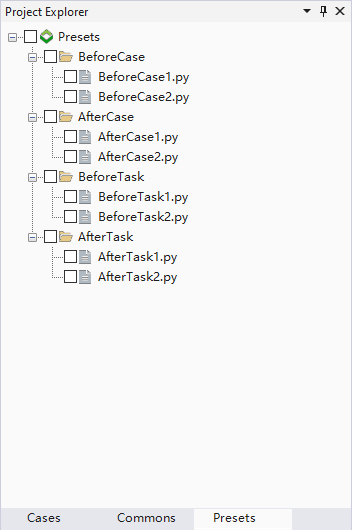 Project Explorer
Presets
BeforeCase
BeforeCase1.py
BeforeCase2.py
AfterCase
AfterCase1.py
AfterCase2.py
BeforeTask
BeforeTask1.py
BeforeTask2.py
AfterTask
AfterTask1.py
AfterTask2.py
Cases Commons Presets